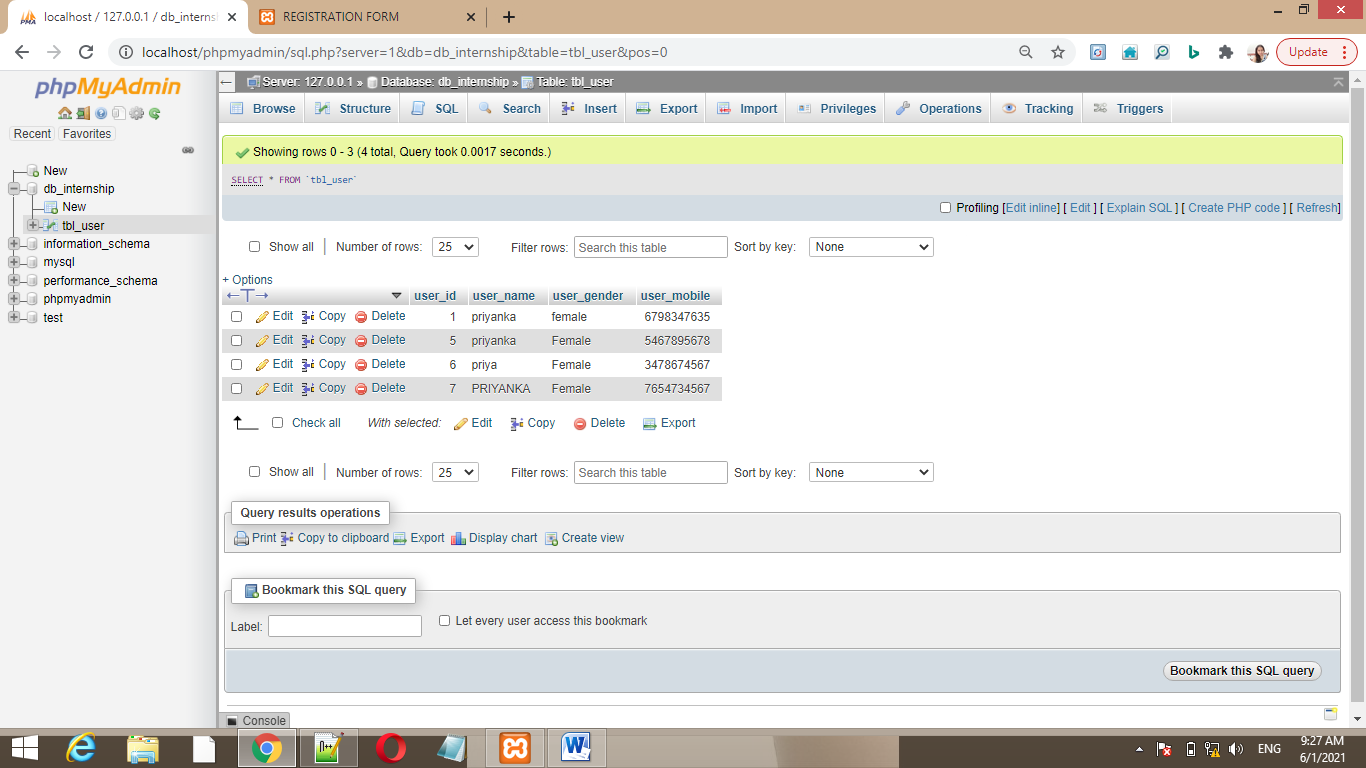 localhost / 127.0.0.1 / db_interns
REGISTRATION FORM
localhost/phpmyadmin/sql.php?server=1&db=db_internship&table=tbl_user&pos=0
Update
phpMyAdmin
Recent Favorites
New
db_internship
New
tbl_user
information_schema
mysql
performance_schema
phpmyadmin
test
Server: 127.0.0.1 » Database: db_internship » Table: tbl_user
Browse Structure SQL Search Insert Export Import Privileges Operations Tracking Triggers
Showing rows 0 - 3 (4 total, Query took 0.0017 seconds.)
SELECT * FROM `tbl_user`
Profiling [Edit inline] [ Edit ] [ Explain SQL ] [ Create PHP code ] [ Refresh]
Show all | Number of rows: 25 Filter rows: Search this table Sort by key: None
+ Options
←T→ user_id user_name user_gender user_mobile
Edit Copy Delete 1 priyanka female 6798347635
Edit Copy Delete 5 priyanka Female 5467895678
Edit Copy Delete 6 priya Female 3478674567
Edit Copy Delete 7 PRIYANKA Female 7654734567
Check all With selected: Edit Copy Delete Export
Show all | Number of rows: 25 Filter rows: Search this table Sort by key: None
Query results operations
Print Copy to clipboard Export Display chart Create view
Bookmark this SQL query
Label: Let every user access this bookmark
Bookmark this SQL query
Console
ENG
9:27 AM
6/1/2021